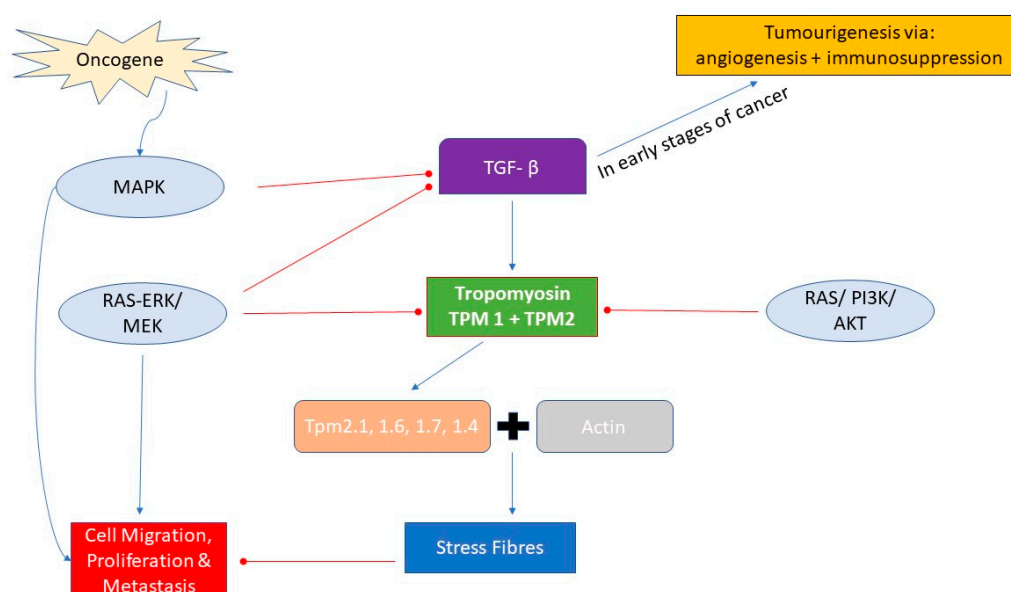 Tumourigenesis via:
angiogenesis + immunosuppression
Oncogene
In early stages of cancer
TGF- β
MAPK
RAS-ERK/
MEK
Tropomyosin
TPM 1 + TPM2
RAS/ PI3K/
AKT
Tpm2.1, 1.6, 1.7, 1.4
Actin
Cell Migration,
Proliferation &
Metastasis
Stress Fibres